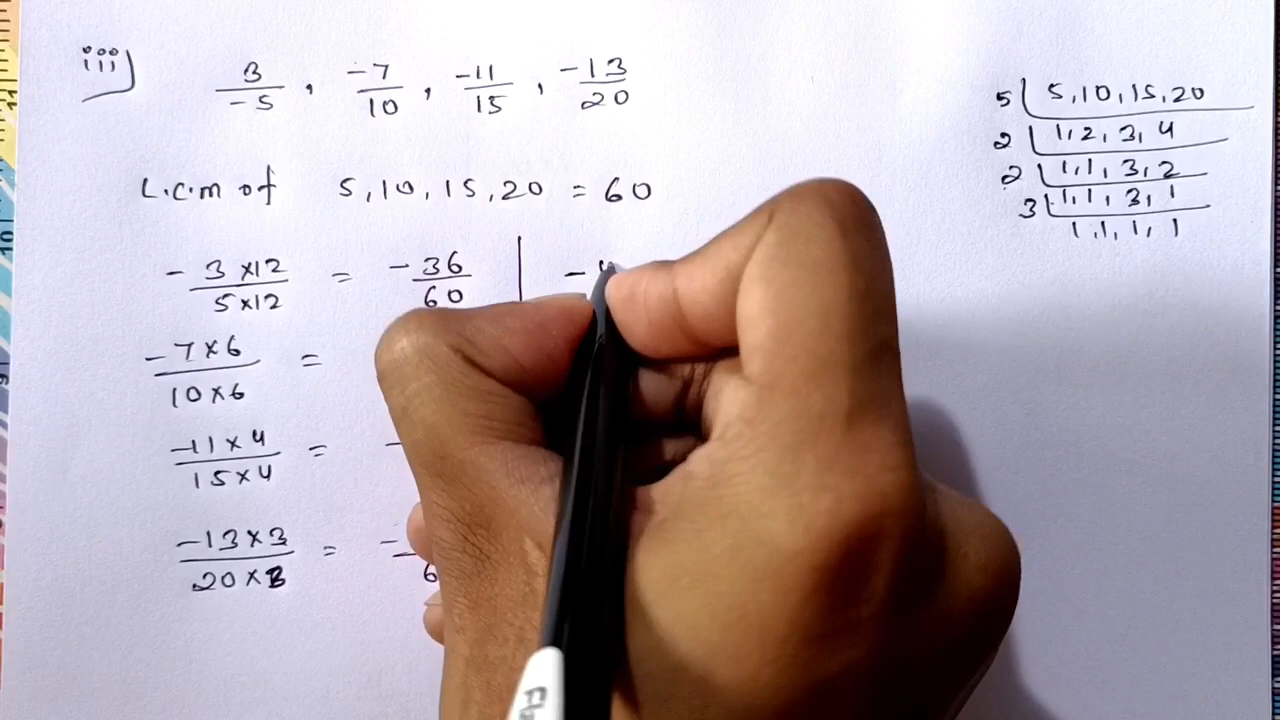 iii) 3/-5 , -7/10 , -11/15 , -13/20
L.C.M of 5,10,15,20 = 60
- 3×12/5×12 = -36/60
-7×6/10×6 =
-11×4/15×4 =
-13×3/20×3 =
5 | 5,10,15,20
2 | 1,2,3,4
2 | 1,1,3,2
3 | 1,1,3,1
1,1,1,1